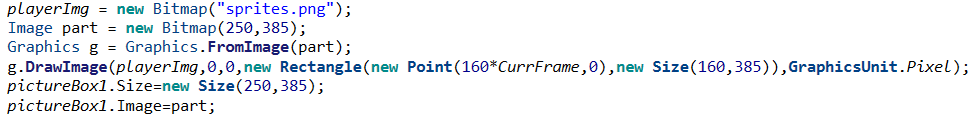 playerImg = new Bitmap("sprites.png");
Image part = new Bitmap(250,385);
Graphics g = Graphics.FromImage(part);
g.DrawImage(playerImg,0,0,new Rectangle(new Point(160*CurrFrame,0),new Size(160,385)),GraphicsUnit.Pixel);
pictureBox1.Size=new Size(250,385);
pictureBox1.Image=part;